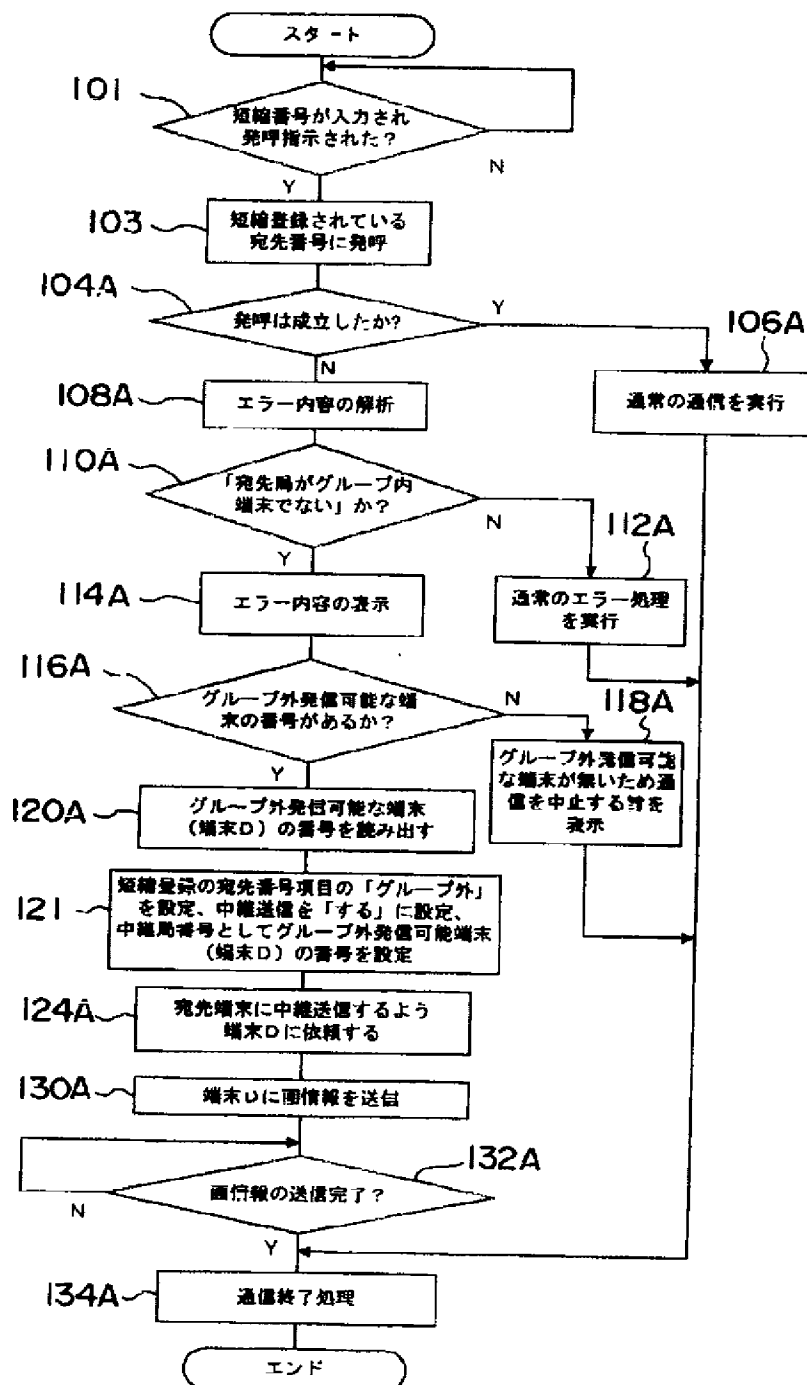 スタート
101
短縮番号が入力され
発呼指示された?
N
Y
103
短縮登録されている
宛先番号に発呼
104A
発呼は成立したか?
Y
N
106A
通常の通信を実行
108A
エラー内容の解析
110A
「宛先局がグループ内
端末でない」か?
N
Y
112A
通常のエラー処理
を実行
114A
エラー内容の表示
116A
グループ外発信可能な端
末の番号があるか?
N
Y
118A
グループ外発信可能
な端末が無いため通
信を中止する旨を
表示
120A
グループ外発信可能な端末
(端末D)の番号を読み出す
121
短縮登録の宛先番号項目の「グループ外」
を設定、中継送信を「する」に設定、
中継局番号としてグループ外発信可能端末
(端末D)の番号を設定
124A
宛先端末に中継送信するよう
端末Dに依頼する
130A
端末Dに画情報を送信
132A
画情報の送信完了?
N
Y
134A
通信終了処理
エンド